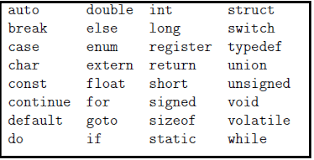 auto double int struct
break else long switch
case enum register typedef
char extern return union
const float short unsigned
continue for signed void
default goto sizeof volatile
do if static while